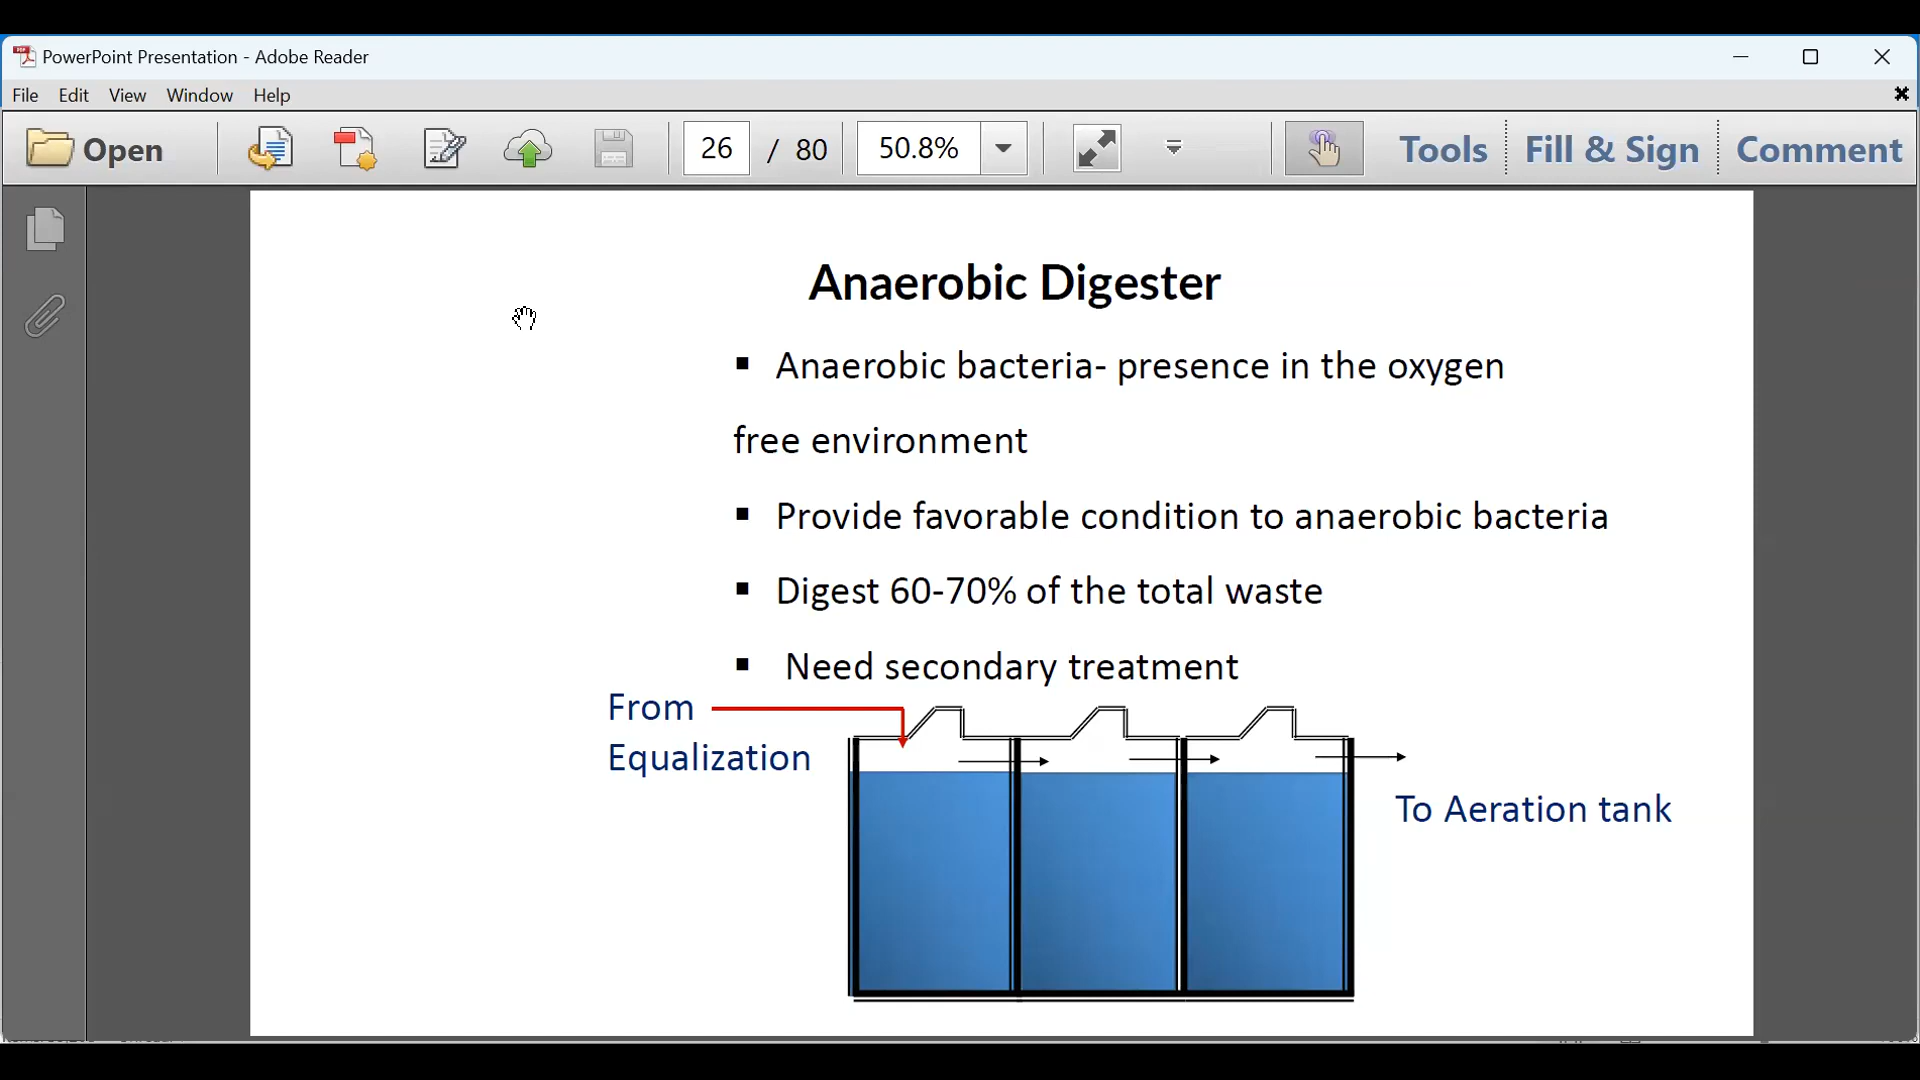 PowerPoint Presentation - Adobe Reader
File Edit View Window Help
Open 26 / 80 50.8% Tools Fill & Sign Comment
Anaerobic Digester
▪ Anaerobic bacteria- presence in the oxygen
free environment
▪ Provide favorable condition to anaerobic bacteria
▪ Digest 60-70% of the total waste
▪ Need secondary treatment
From
Equalization
To Aeration tank